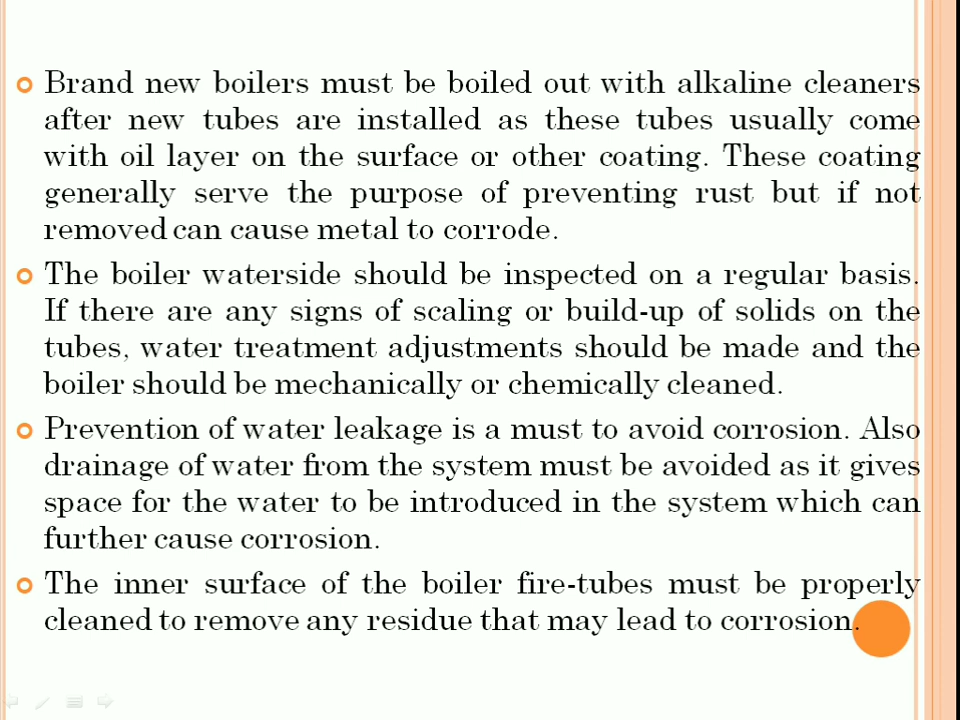 Brand new boilers must be boiled out with alkaline cleaners
after new tubes are installed as these tubes usually come
with oil layer on the surface or other coating. These coating
generally serve the purpose of preventing rust but if not
removed can cause metal to corrode.
The boiler waterside should be inspected on a regular basis.
If there are any signs of scaling or build-up of solids on the
tubes, water treatment adjustments should be made and the
boiler should be mechanically or chemically cleaned.
Prevention of water leakage is a must to avoid corrosion. Also
drainage of water from the system must be avoided as it gives
space for the water to be introduced in the system which can
further cause corrosion.
The inner surface of the boiler fire-tubes must be properly
cleaned to remove any residue that may lead to corrosion.